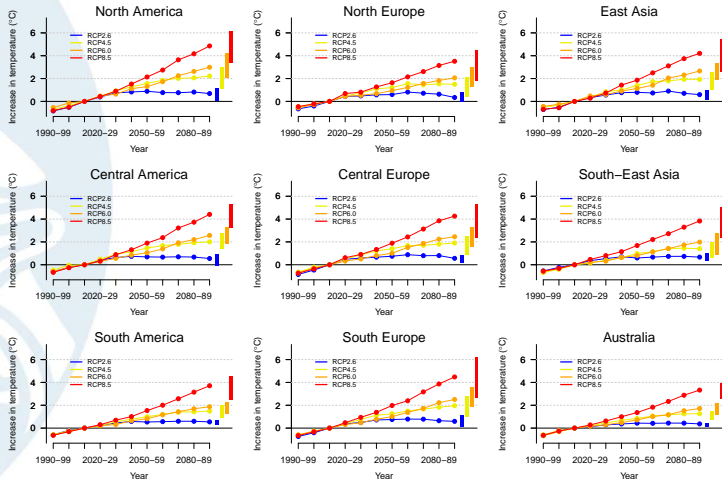 North America
Increase in temperature (°C)
6
4
2
0
RCP2.6
RCP4.5
RCP6.0
RCP8.5
1990−99 2020−29 2050−59 2080−89
Year
North Europe
Increase in temperature (°C)
6
4
2
0
RCP2.6
RCP4.5
RCP6.0
RCP8.5
1990−99 2020−29 2050−59 2080−89
Year
East Asia
Increase in temperature (°C)
6
4
2
0
RCP2.6
RCP4.5
RCP6.0
RCP8.5
1990−99 2020−29 2050−59 2080−89
Year
Central America
Increase in temperature (°C)
6
4
2
0
RCP2.6
RCP4.5
RCP6.0
RCP8.5
1990−99 2020−29 2050−59 2080−89
Year
Central Europe
Increase in temperature (°C)
6
4
2
0
RCP2.6
RCP4.5
RCP6.0
RCP8.5
1990−99 2020−29 2050−59 2080−89
Year
South−East Asia
Increase in temperature (°C)
6
4
2
0
RCP2.6
RCP4.5
RCP6.0
RCP8.5
1990−99 2020−29 2050−59 2080−89
Year
South America
Increase in temperature (°C)
6
4
2
0
RCP2.6
RCP4.5
RCP6.0
RCP8.5
1990−99 2020−29 2050−59 2080−89
Year
South Europe
Increase in temperature (°C)
6
4
2
0
RCP2.6
RCP4.5
RCP6.0
RCP8.5
1990−99 2020−29 2050−59 2080−89
Year
Australia
Increase in temperature (°C)
6
4
2
0
RCP2.6
RCP4.5
RCP6.0
RCP8.5
1990−99 2020−29 2050−59 2080−89
Year